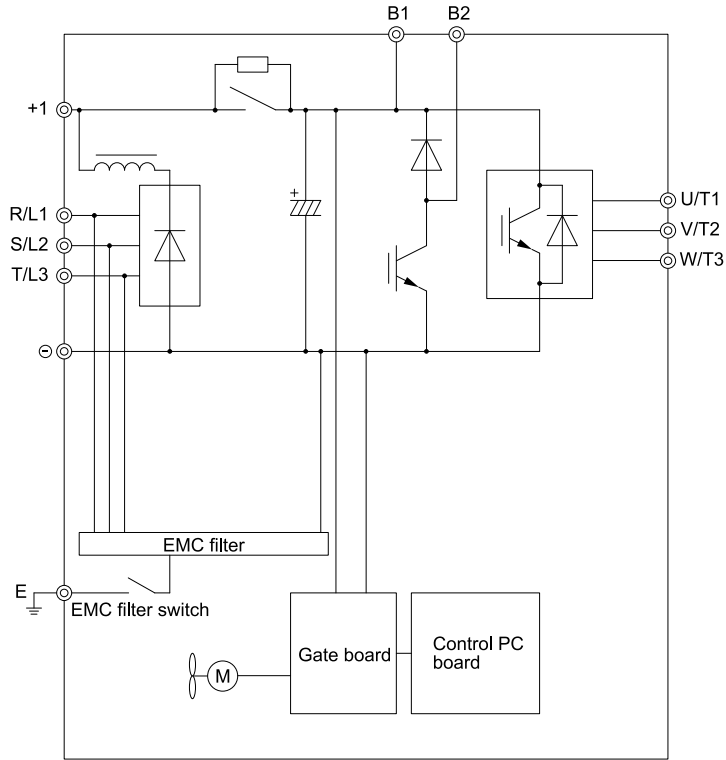 B1
B2
+1
+
R/L1
S/L2
T/L3
U/T1
V/T2
W/T3
⊖
EMC filter
E
EMC filter switch
Gate board
Control PC
board
M